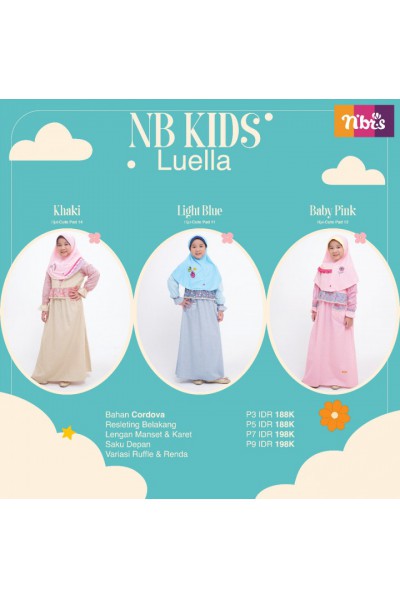 nibr's
NB KIDS
Luella
Khaki
Light Blue
Baby Pink
Bahan Cordova
Resleting Belakang
Lengan Manset & Karet
Saku Depan
Variasi Ruffle & Renda
P3 IDR 188K
P5 IDR 188K
P7 IDR 198K
P9 IDR 198K